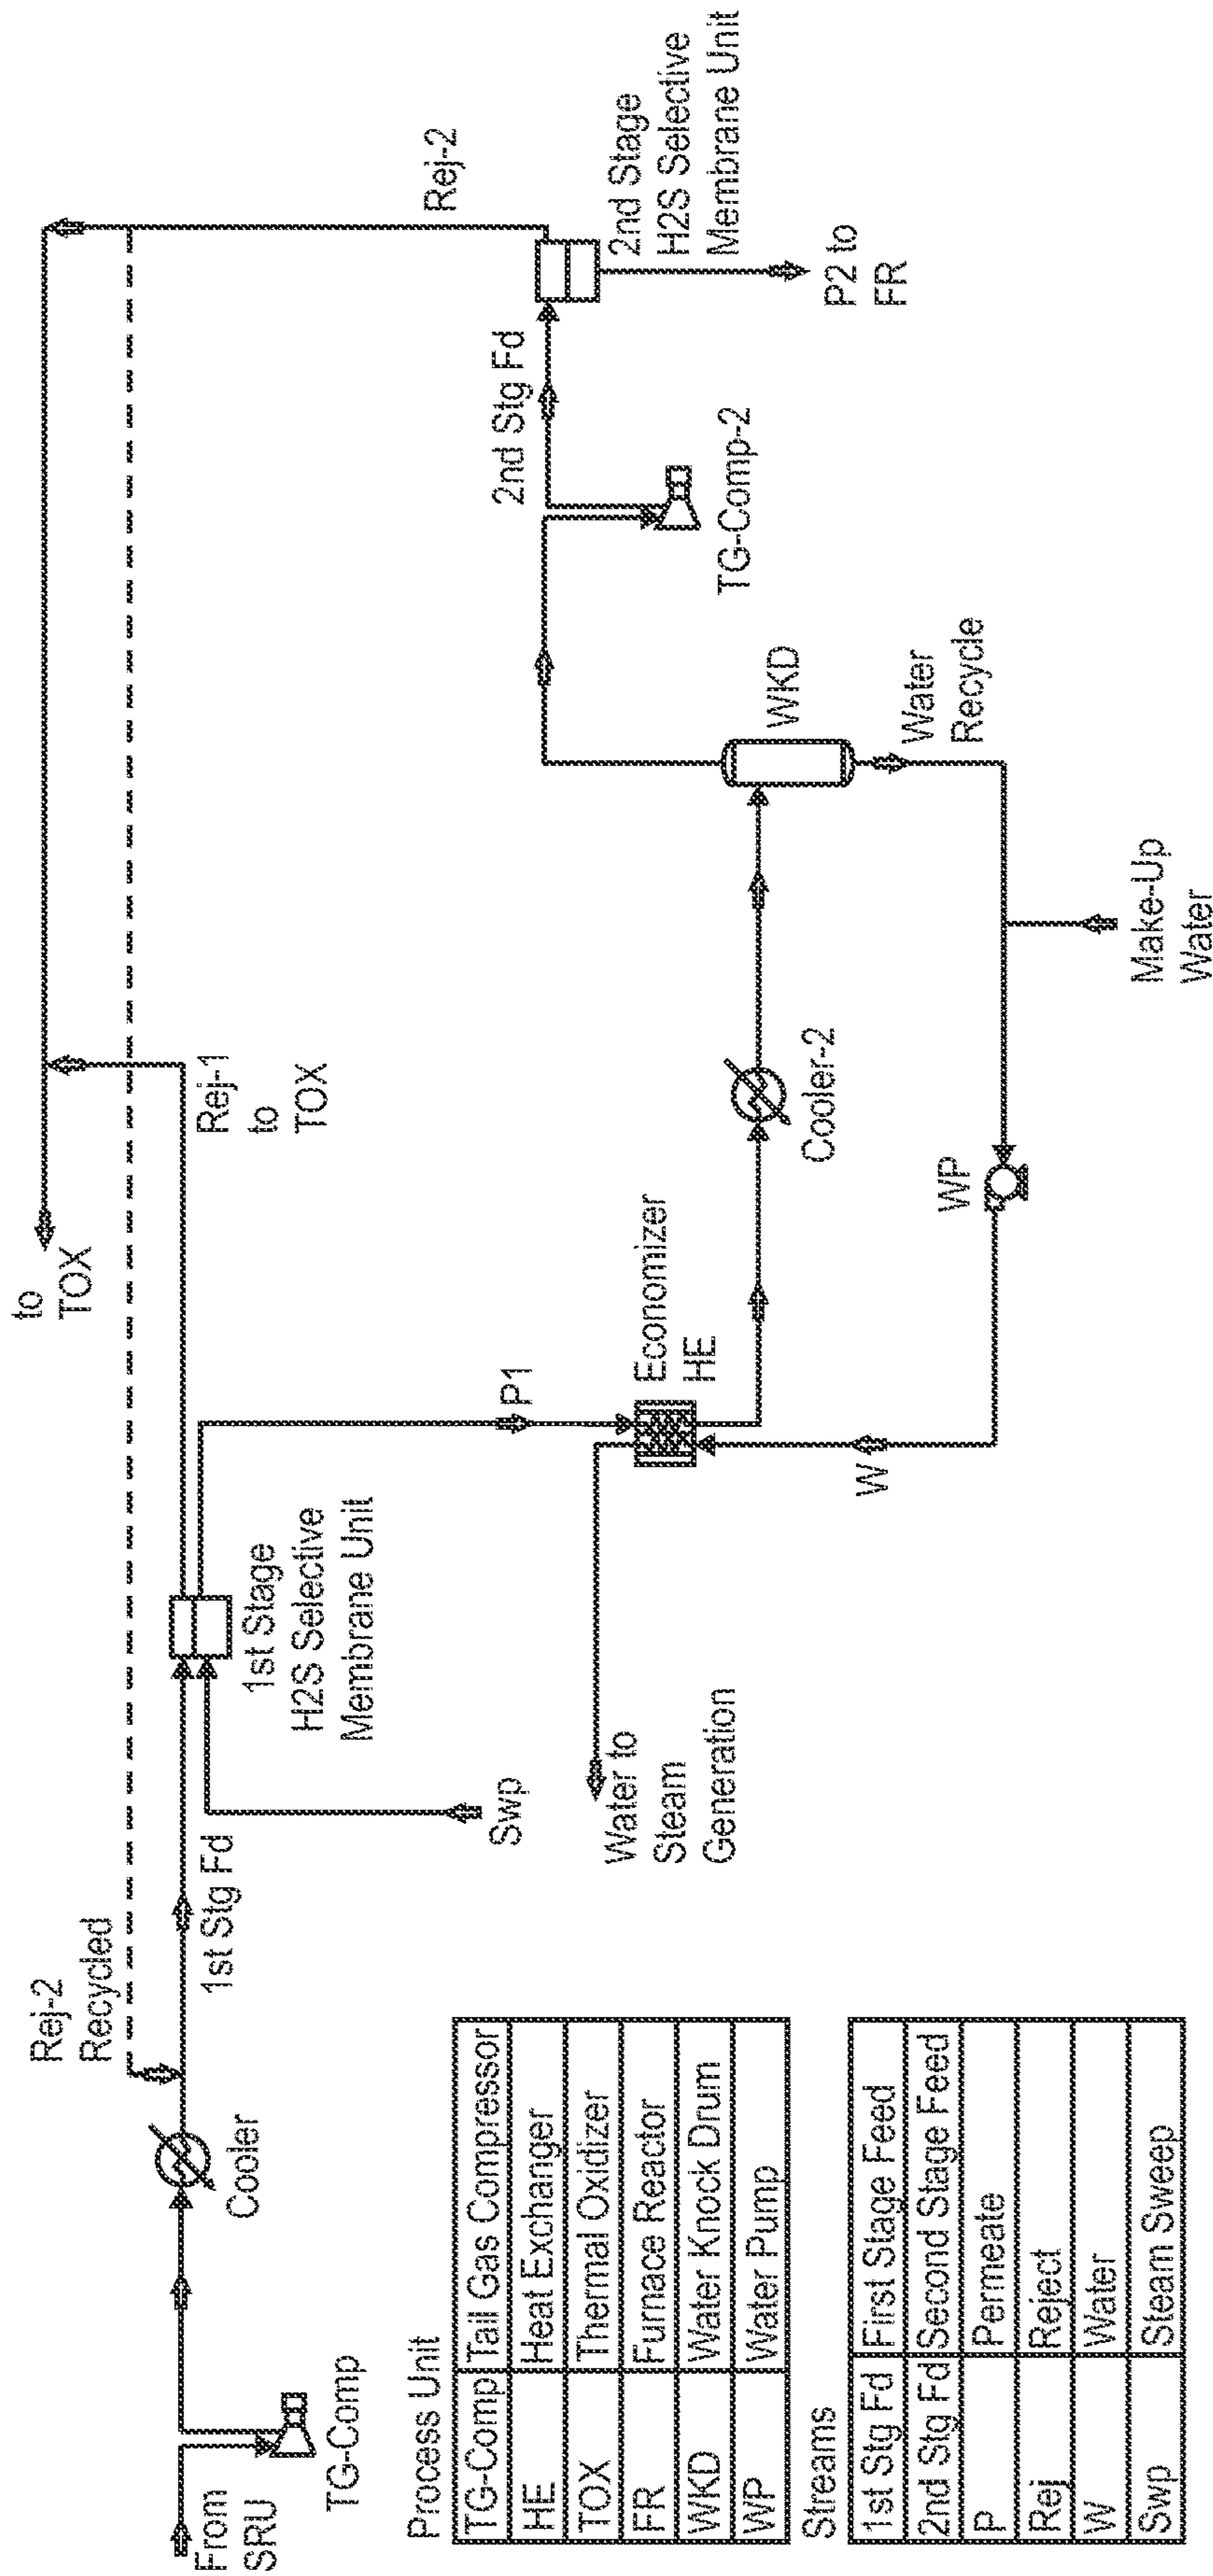 From
SRU
TG-Comp
Cooler
Rej-2
Recycled
1st Stg Fd
Swp
1st Stage
H2S Selective
Membrane Unit
to
TOX
Rej-1
to
TOX
P1
Economizer
HE
Water to
Steam
Generation
W
WP
Cooler-2
Make-Up
Water
WKD
Water
Recycle
TG-Comp-2
2nd Stg Fd
Rej-2
2nd Stage
H2S Selective
Membrane Unit
P2 to
FR
Process Unit
TG-Comp Tail Gas Compressor
HE Heat Exchanger
TOX Thermal Oxidizer
FR Furnace Reactor
WKD Water Knock Drum
WP Water Pump
Streams
1st Stg Fd First Stage Feed
2nd Stg Fd Second Stage Feed
P Permeate
Rej Reject
W Water
Swp Steam Sweep